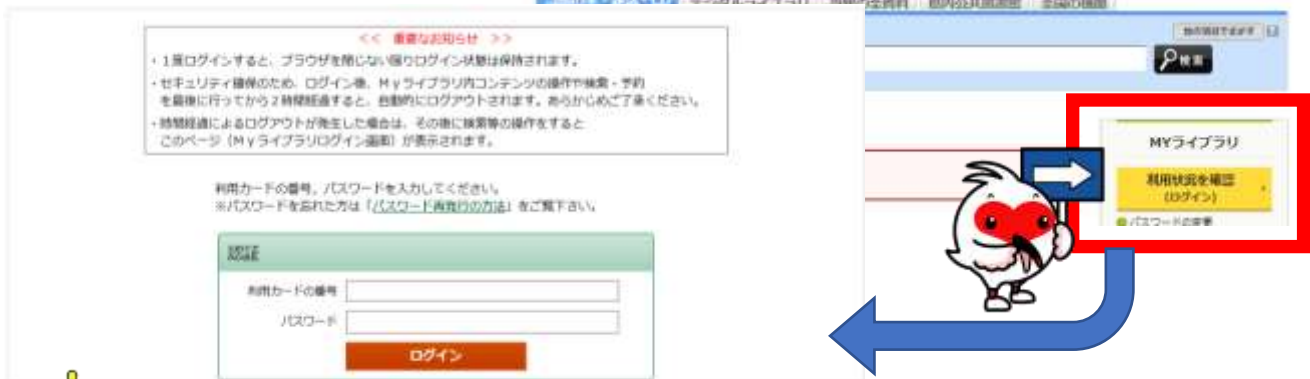 << 重要なお知らせ >>
・1度ログインすると、ブラウザを閉じない限りログイン状態は保持されます。
・セキュリティ確保のため、ログイン後、Myライブラリ内コンテンツの操作や検索・予約
を最後に行ってから2時間経過すると、自動的にログアウトされます。あらかじめご了承ください。
・時間経過によるログアウトが発生した場合は、その後に検索等の操作をすると
このページ（Myライブラリログイン画面）が表示されます。
利用カードの番号、パスワードを入力してください。
※パスワードを忘れた方は「パスワード再発行の方法」をご覧下さい。
利用カードの番号
パスワード
ログイン
検索
MYライブラリ
利用状況を確認
(ログイン)
パスワードの変更